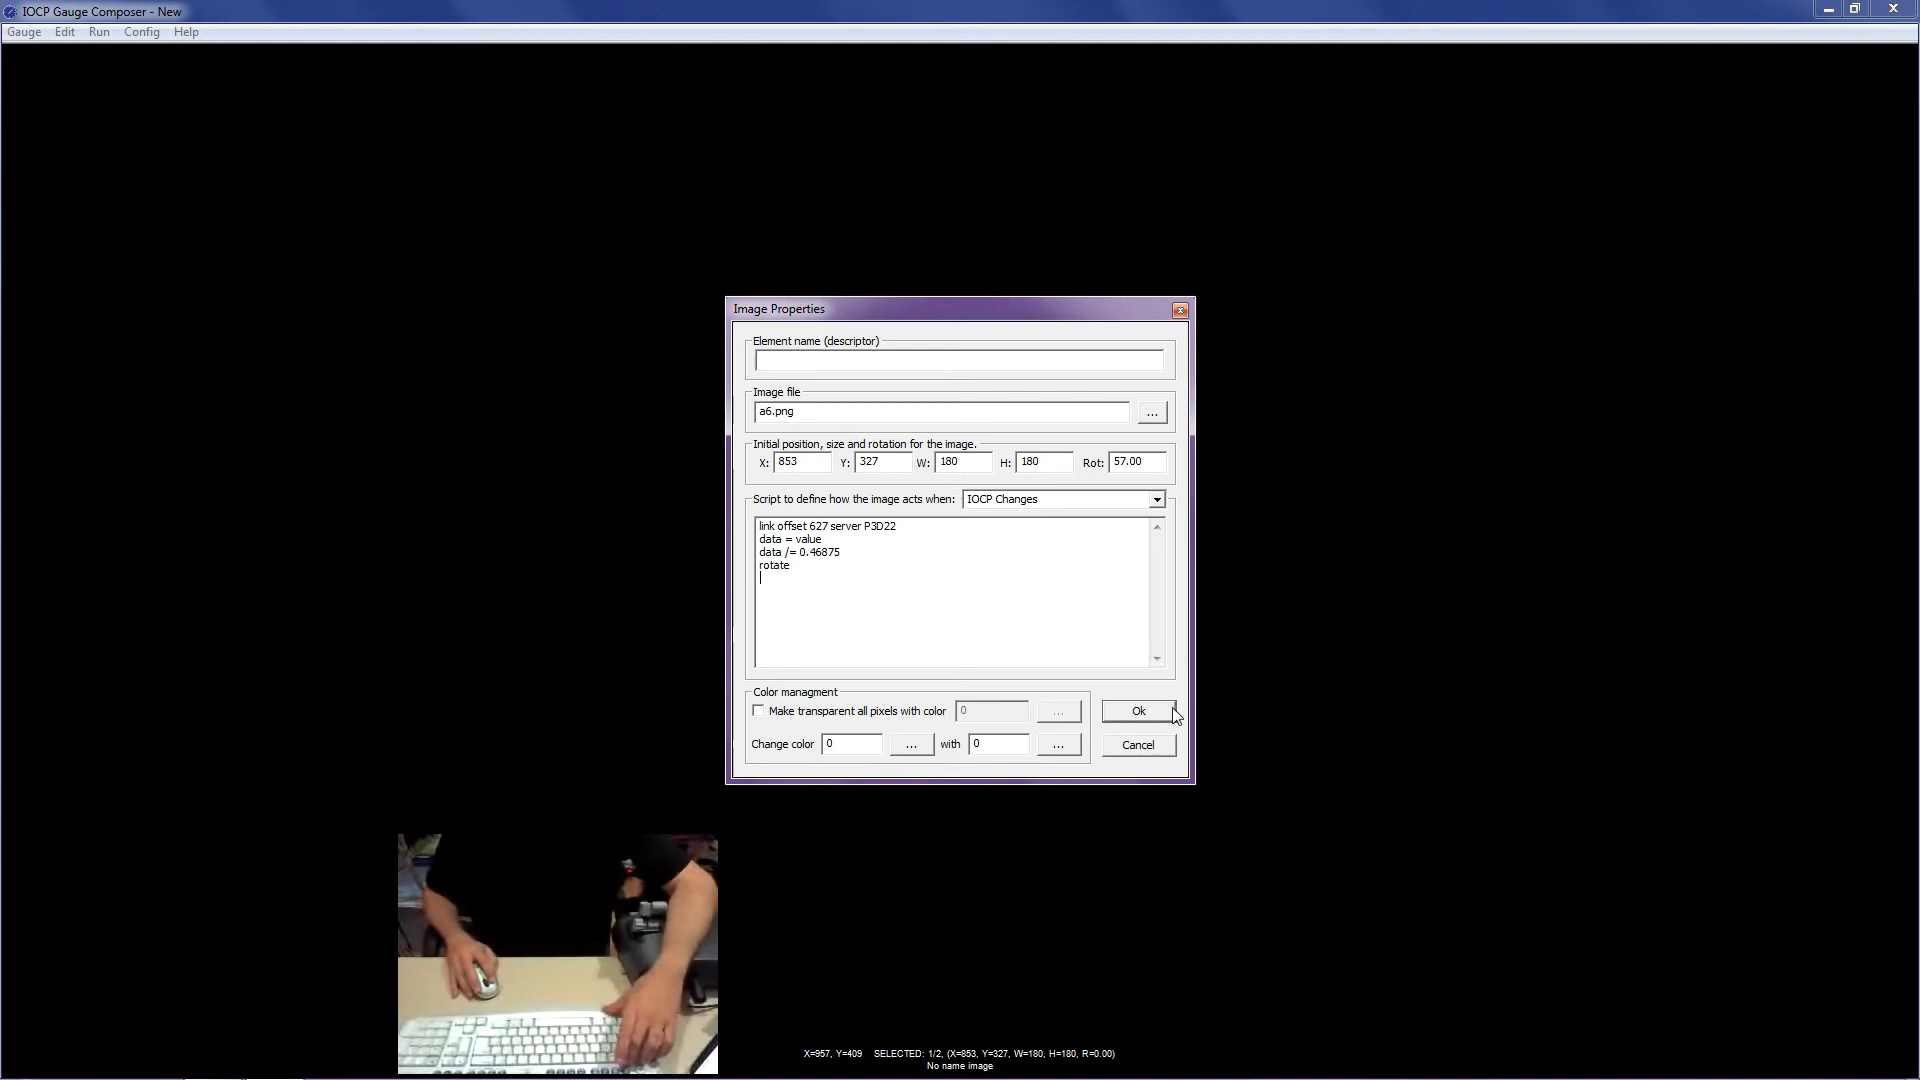 IOCP Gauge Composer - New
Gauge Edit Run Config Help
Image Properties
Element name (descriptor)
Image file
a6.png
...
Initial position, size and rotation for the image.
X: 853 Y: 327 W: 180 H: 180 Rot: 57.00
Script to define how the image acts when: IOCP Changes
link offset 627 server P3D22
data = value
data /= 0.46875
rotate
Color managment
Make transparent all pixels with color 0 ...
Ok
Change color 0 ... with 0 ...
Cancel
X=957, Y=409 SELECTED: 1/2, (X=853, Y=327, W=180, H=180, R=0.00)
No name image